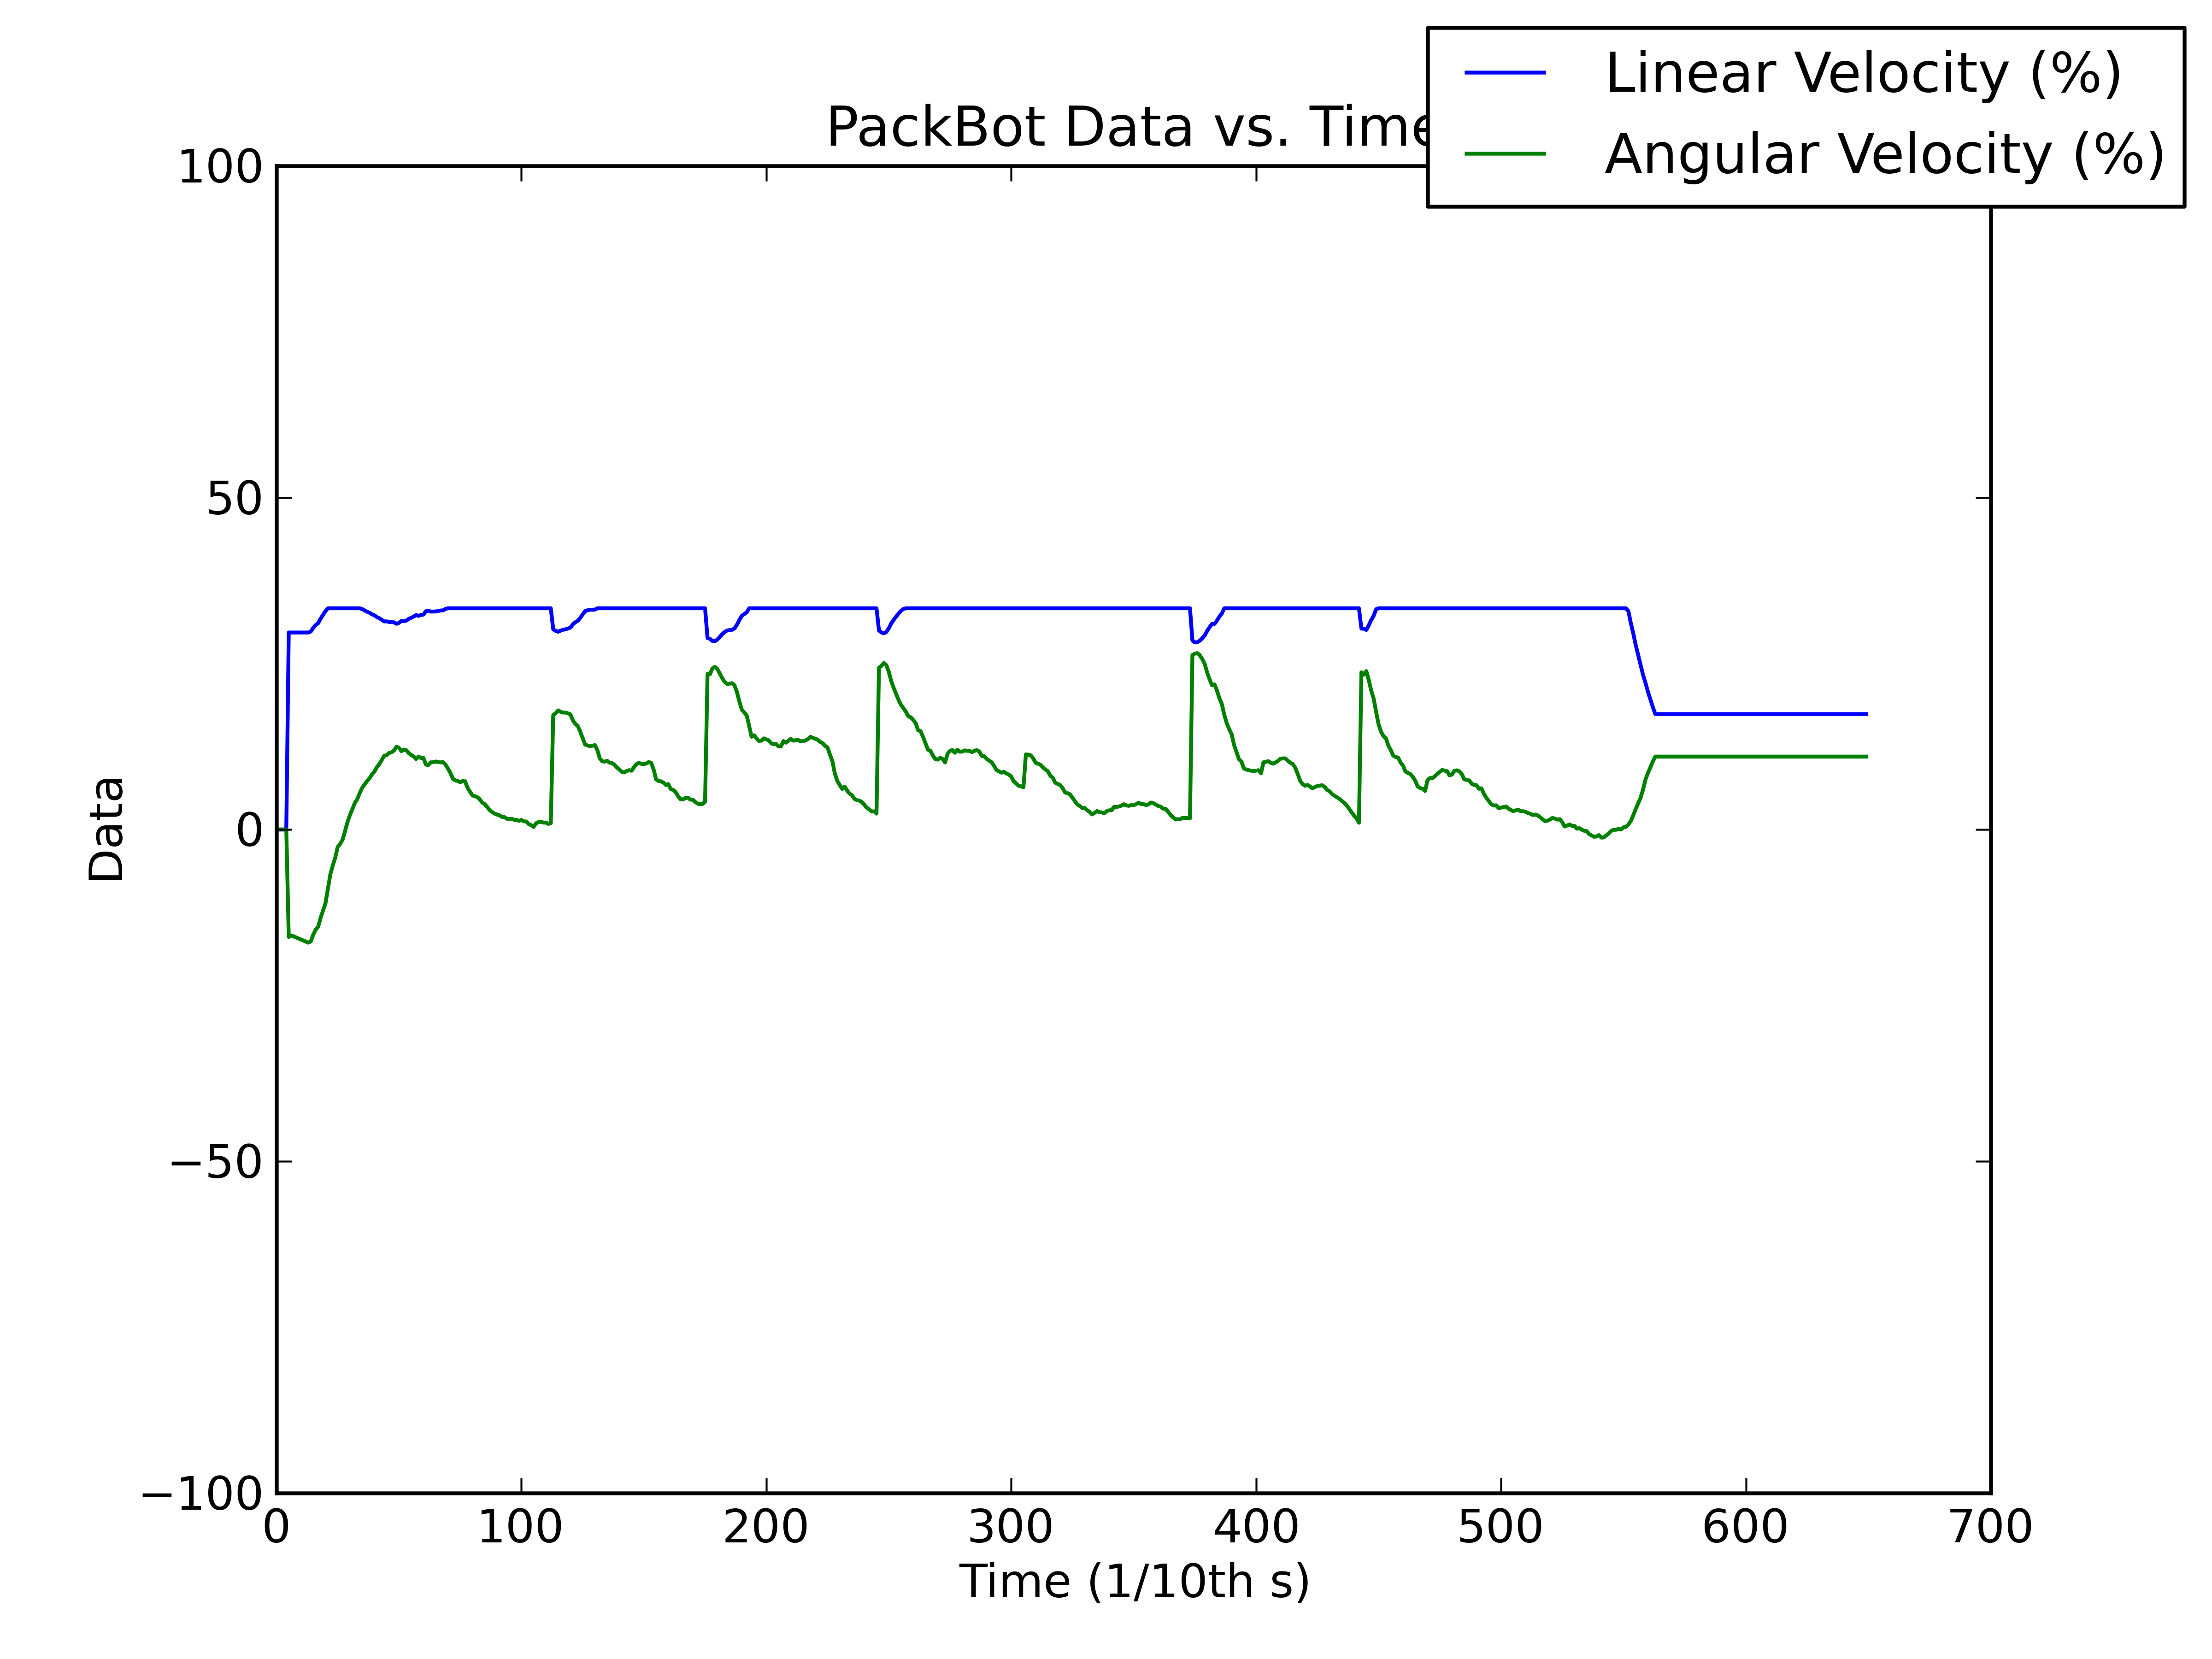 Linear Velocity (%)
Angular Velocity (%)
PackBot Data vs. Time
100
50
0
−50
−100
Data
0 100 200 300 400 500 600 700
Time (1/10th s)